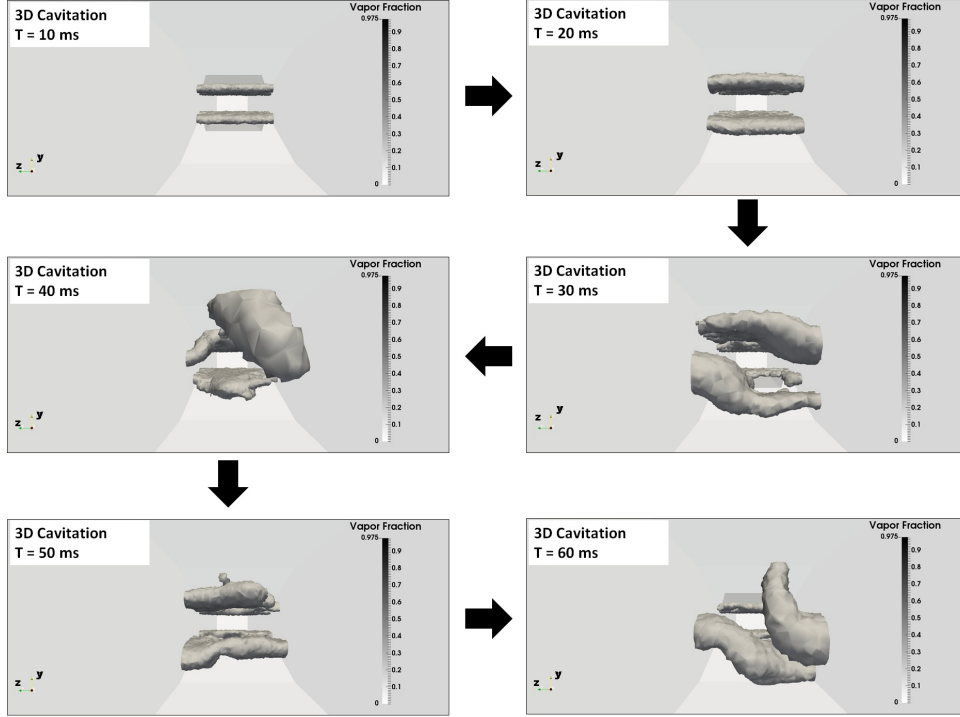 3D Cavitation
T = 10 ms
Vapor Fraction
0.975
0.9
0.8
0.7
0.6
0.5
0.4
0.3
0.2
0.1
0
y
z
3D Cavitation
T = 20 ms
Vapor Fraction
0.975
0.9
0.8
0.7
0.6
0.5
0.4
0.3
0.2
0.1
0
y
z
3D Cavitation
T = 40 ms
Vapor Fraction
0.975
0.9
0.8
0.7
0.6
0.5
0.4
0.3
0.2
0.1
0
y
z
3D Cavitation
T = 30 ms
Vapor Fraction
0.975
0.9
0.8
0.7
0.6
0.5
0.4
0.3
0.2
0.1
0
y
z
3D Cavitation
T = 50 ms
Vapor Fraction
0.975
0.9
0.8
0.7
0.6
0.5
0.4
0.3
0.2
0.1
0
y
z
3D Cavitation
T = 60 ms
Vapor Fraction
0.975
0.9
0.8
0.7
0.6
0.5
0.4
0.3
0.2
0.1
0
y
z